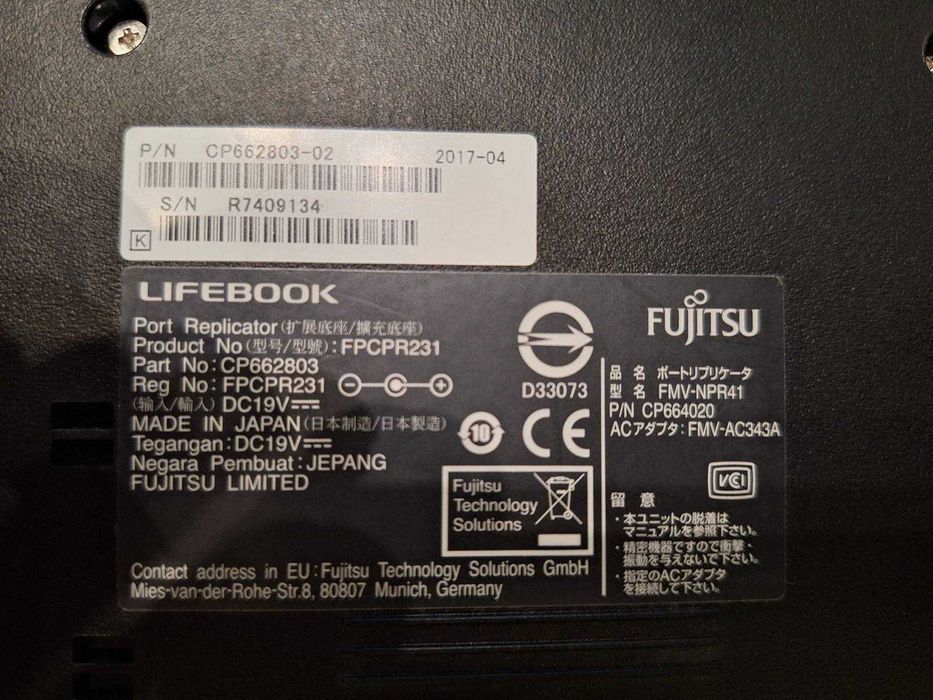 P/N CP662803-02 2017-04
S/N R7409134
K
LIFEBOOK
Port Replicator(扩展底座/擴充底座)
Product No(型号/型號):FPCPR231
Part No:CP662803
Reg No:FPCPR231
(输入/輸入) DC19V
MADE IN JAPAN(日本制造/日本製造)
Tegangan:DC19V
Negara Pembuat:JEPANG
FUJITSU LIMITED
D33073
10
CE
Fujitsu
Technology
Solutions
Contact address in EU:Fujitsu Technology Solutions GmbH
Mies-van-der-Rohe-Str.8, 80807 Munich, Germany
FUJITSU
品 名 ポートリプリケータ
型 名 FMV-NPR41
P/N CP664020
ACアダプタ:FMV-AC343A
VCI
留 意
・本ユニットの脱着は
マニュアルを参照下さい。
・精密機器ですので衝撃・
振動を与えないで下さい。
・指定のACアダプタ
を接続して下さい。